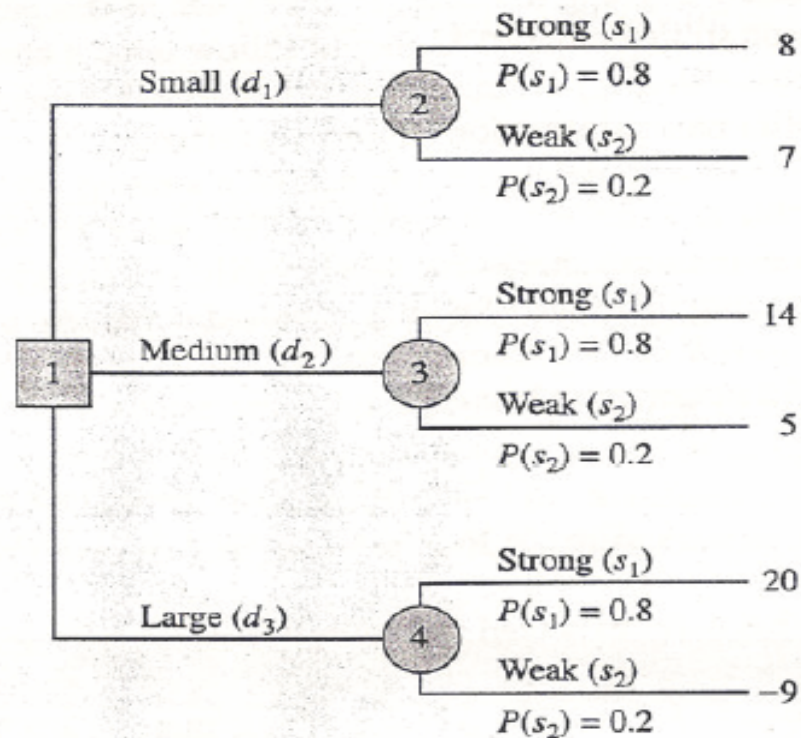 Strong (s₁)
8
Small (d₁)
P(s₁) = 0.8
2
Weak (s₂)
7
P(s₂) = 0.2
Strong (s₁)
14
Medium (d₂)
P(s₁) = 0.8
1
3
Weak (s₂)
5
P(s₂) = 0.2
Strong (s₁)
20
Large (d₃)
P(s₁) = 0.8
4
Weak (s₂)
–9
P(s₂) = 0.2